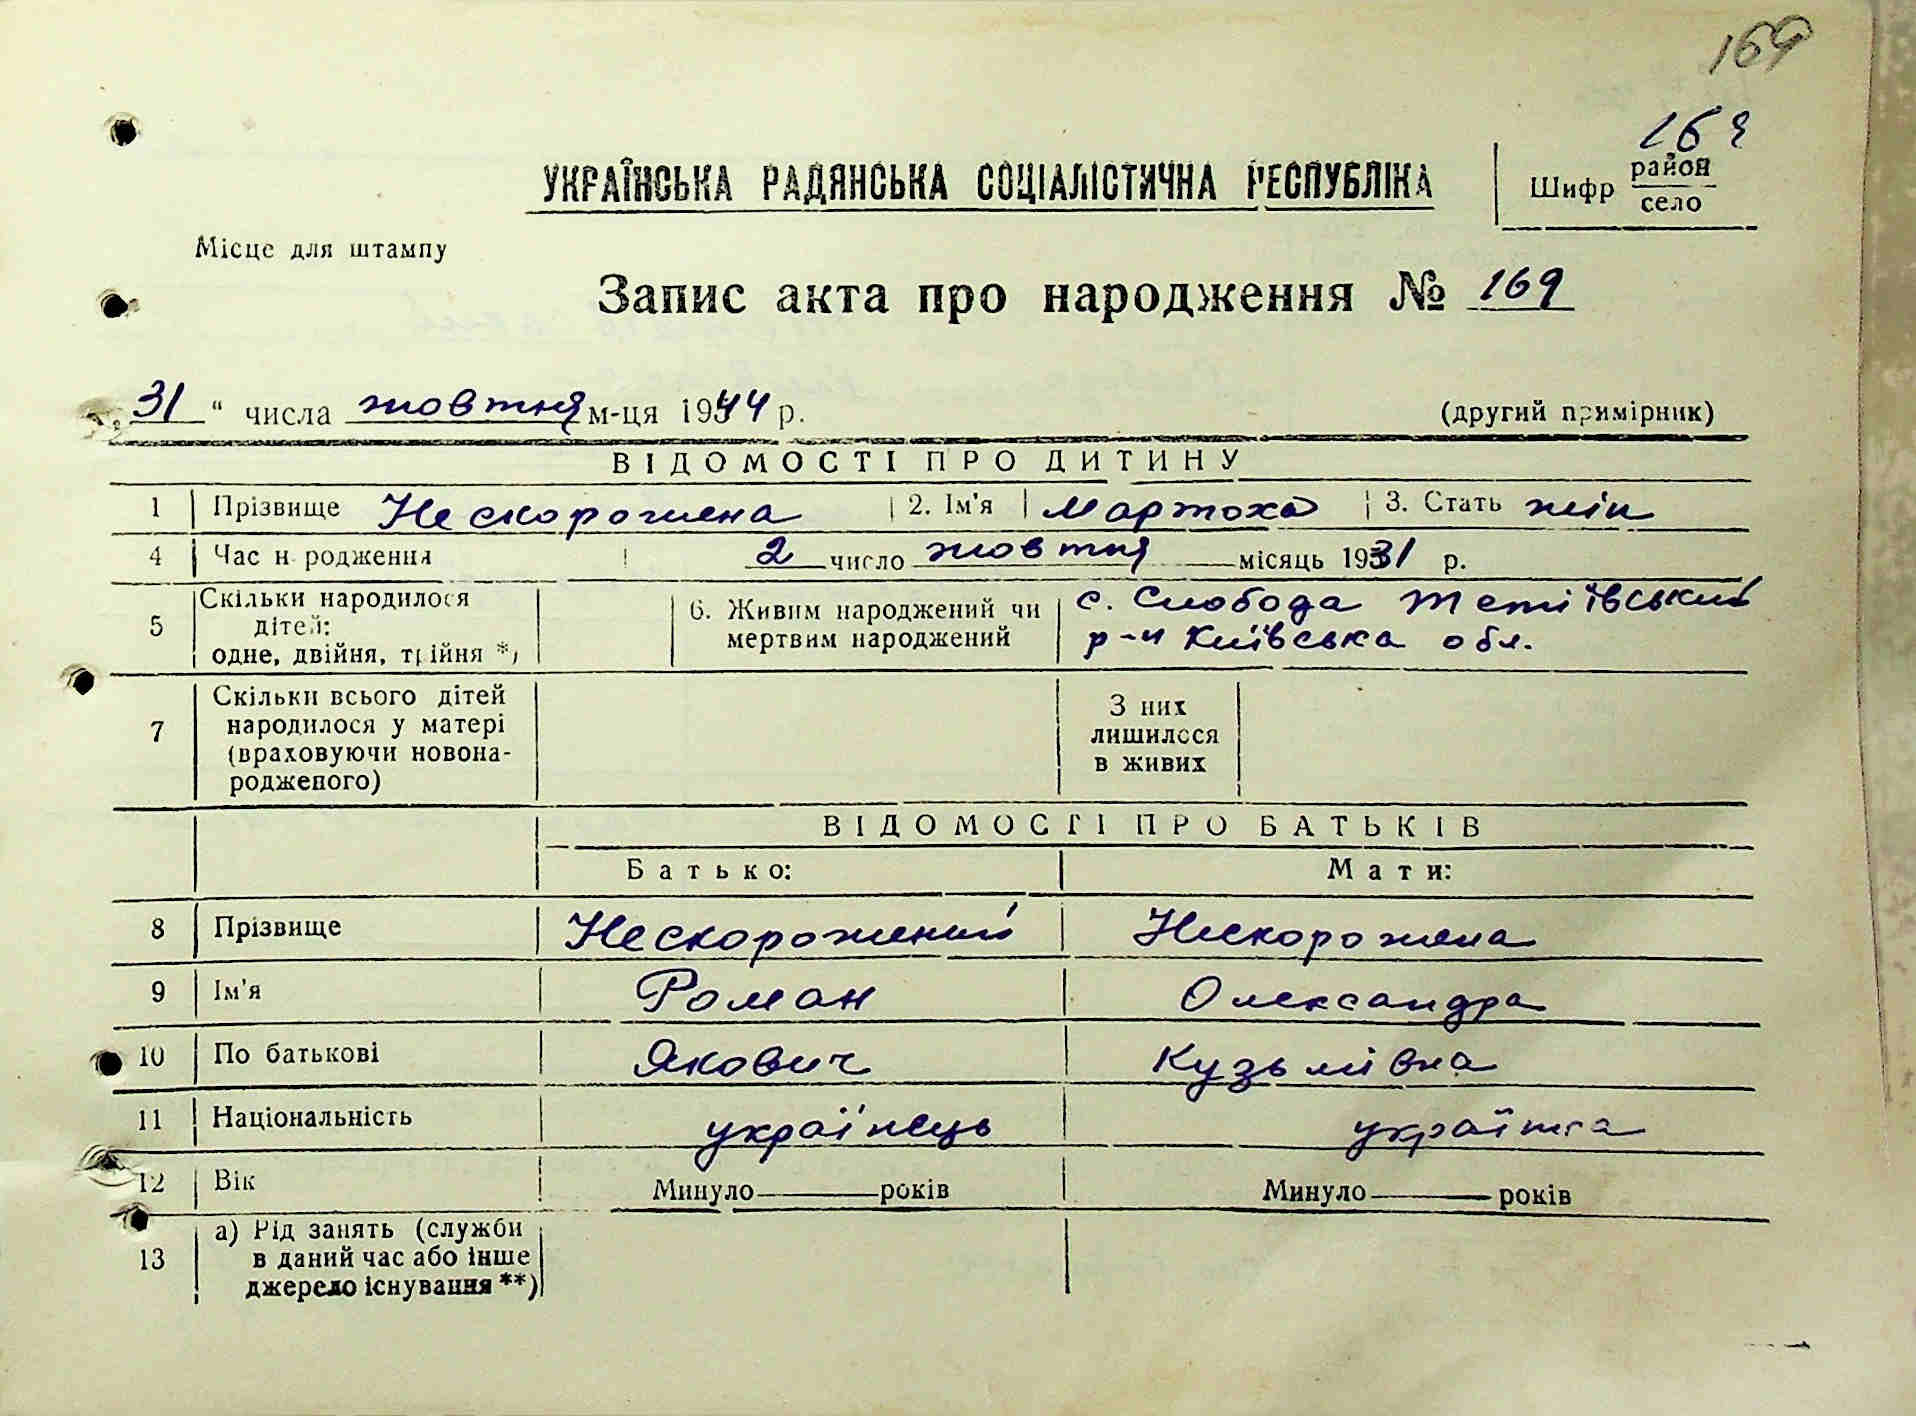 169
169
УКРАЇНСЬКА РАДЯНСЬКА СОЦІАЛІСТИЧНА РЕСПУБЛІКА
Шифр район
село
Місце для штампу
Запис акта про народження № 169
„31“ числа жовтня м-ця 1944 р.
(другий примірник)
ВІДОМОСТІ ПРО ДИТИНУ
1 Прізвище Нескорожена 2. Ім'я Мартоха 3. Стать жін
4 Час народження 2 число жовтня місяць 1931 р.
5 Скільки народилося дітей: одне, двійня, трійня *)
6. Живим народжений чи мертвим народжений
с. Слобода Тетіївський
р-н Київська обл.
7 Скільки всього дітей народилося у матері (враховуючи новонародженого)
З них лишилося в живих
ВІДОМОСТІ ПРО БАТЬКІВ
Батько: Мати:
8 Прізвище Нескорожений Нескорожена
9 Ім'я Роман Олександра
10 По батькові Якович Кузьмівна
11 Національність українець українка
12 Вік Минуло років Минуло років
13 а) Рід занять (служби в даний час або інше джерело існування **)